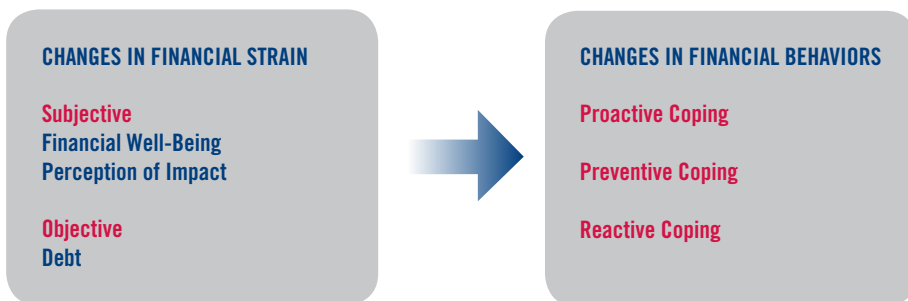 CHANGES IN FINANCIAL STRAIN
Subjective
Financial Well-Being
Perception of Impact
Objective
Debt
CHANGES IN FINANCIAL BEHAVIORS
Proactive Coping
Preventive Coping
Reactive Coping